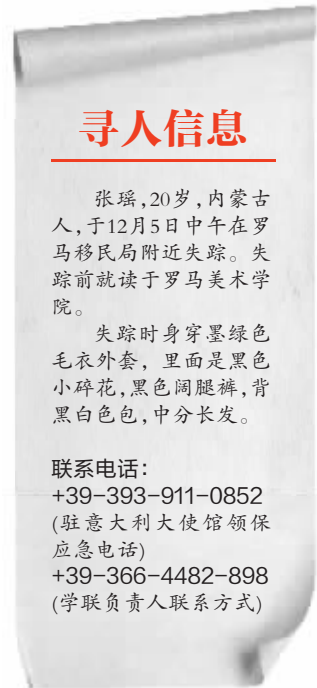 寻人信息
张瑶,20岁,内蒙古
人,于12月5日中午在罗
马移民局附近失踪。失
踪前就读于罗马美术学
院。
失踪时身穿墨绿色
毛衣外套，里面是黑色
小碎花,黑色阔腿裤,背
黑白色包,中分长发。
联系电话：
+39-393-911-0852
(驻意大利大使馆领保
应急电话)
+39-366-4482-898
(学联负责人联系方式)